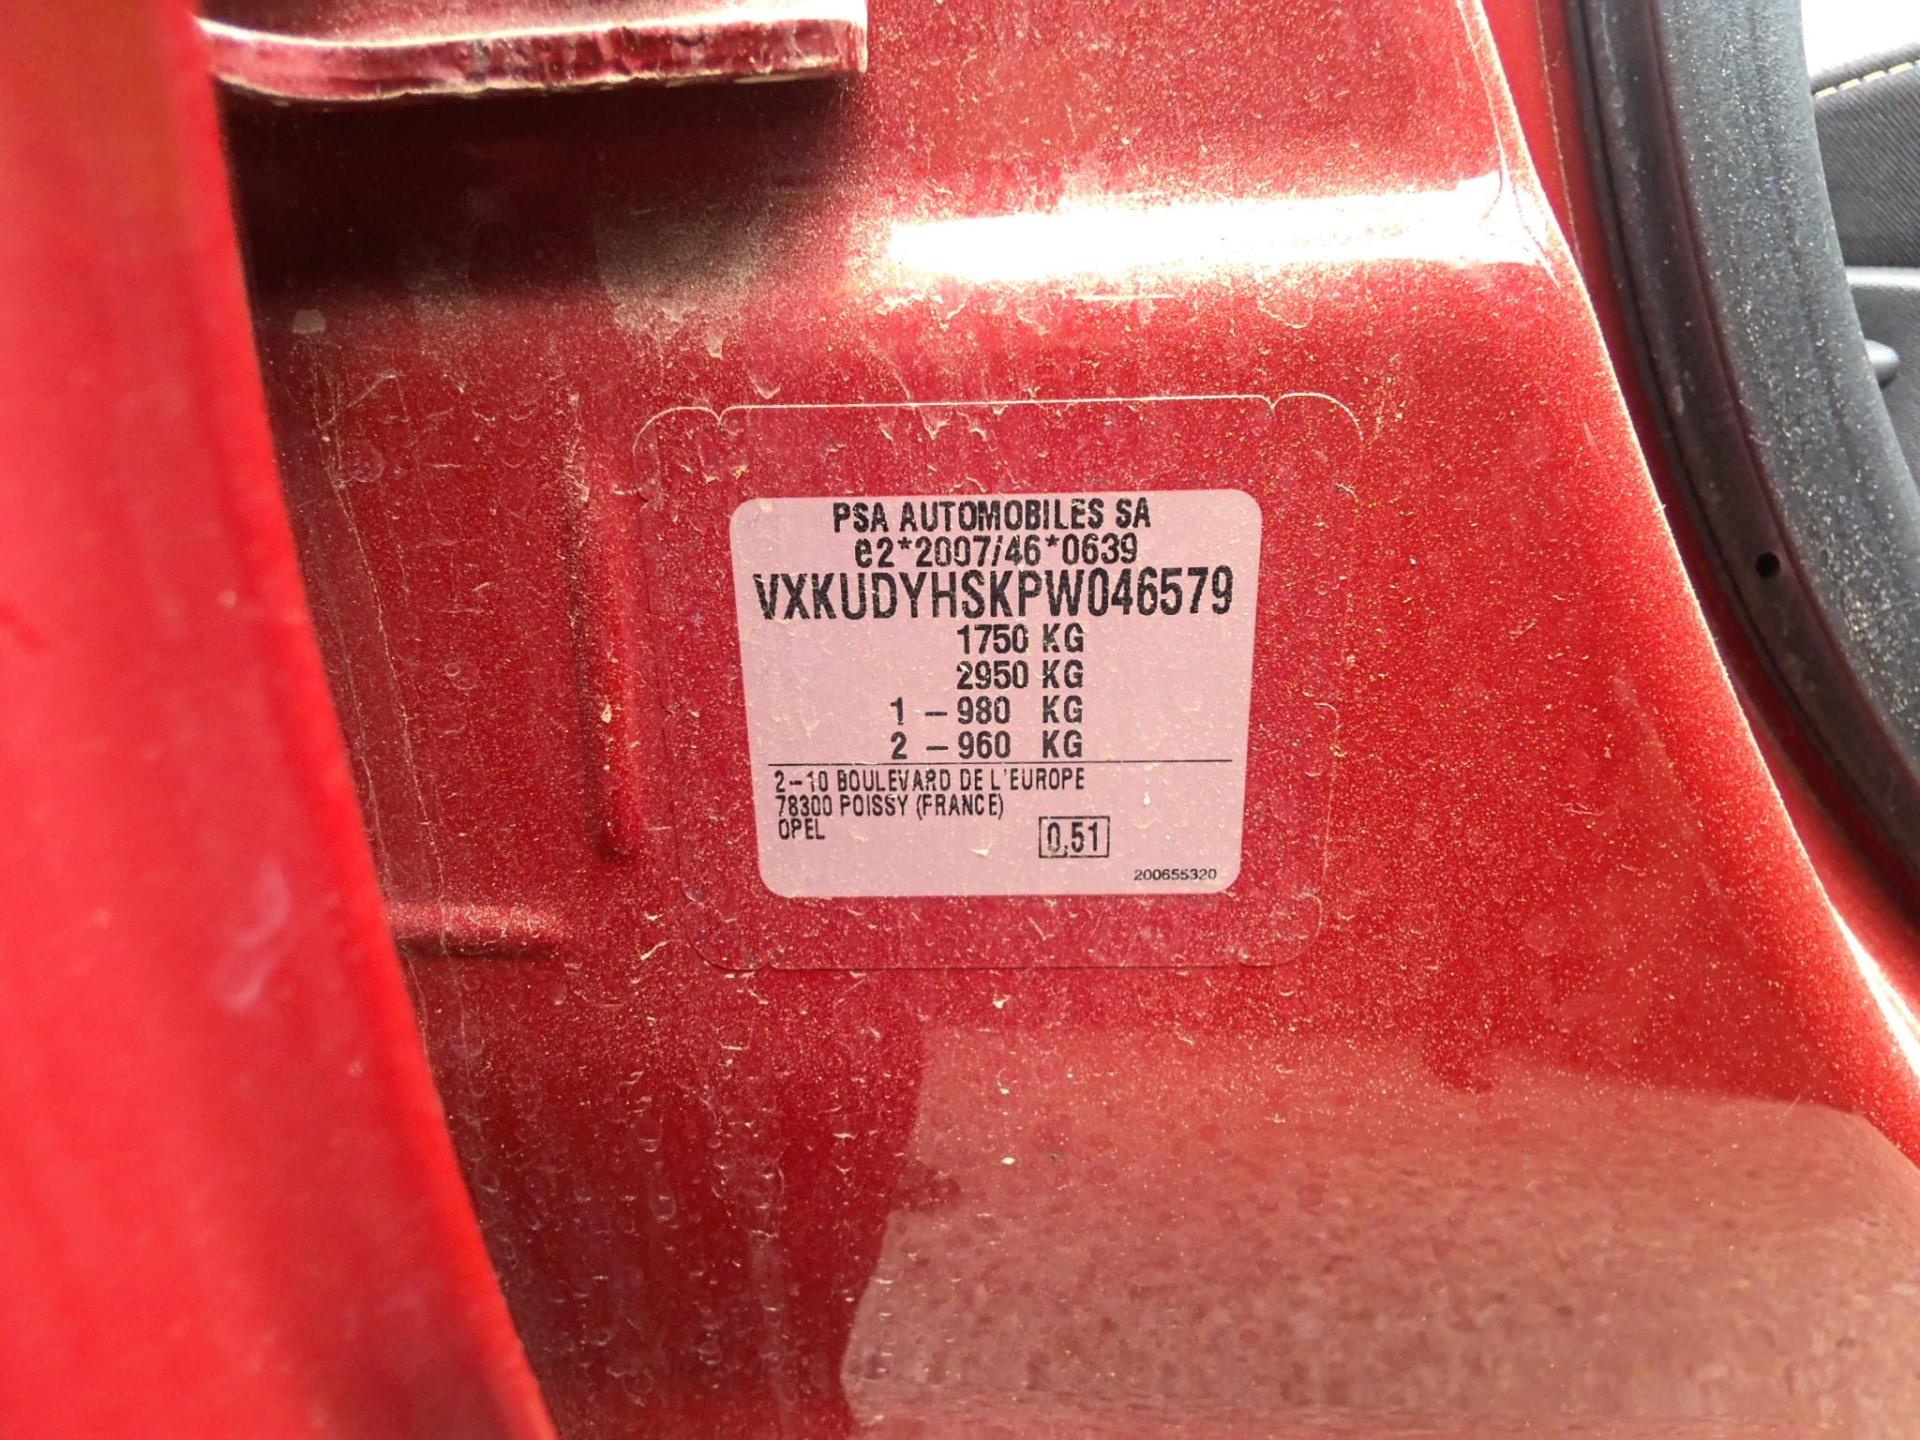 PSA AUTOMOBILES SA
e2*2007/46*0639
VXKUDYHSKPW046579
1750 KG
2950 KG
1 – 980 KG
2 – 960 KG
2-10 BOULEVARD DE L'EUROPE
78300 POISSY (FRANCE)
OPEL
0,51
200655320